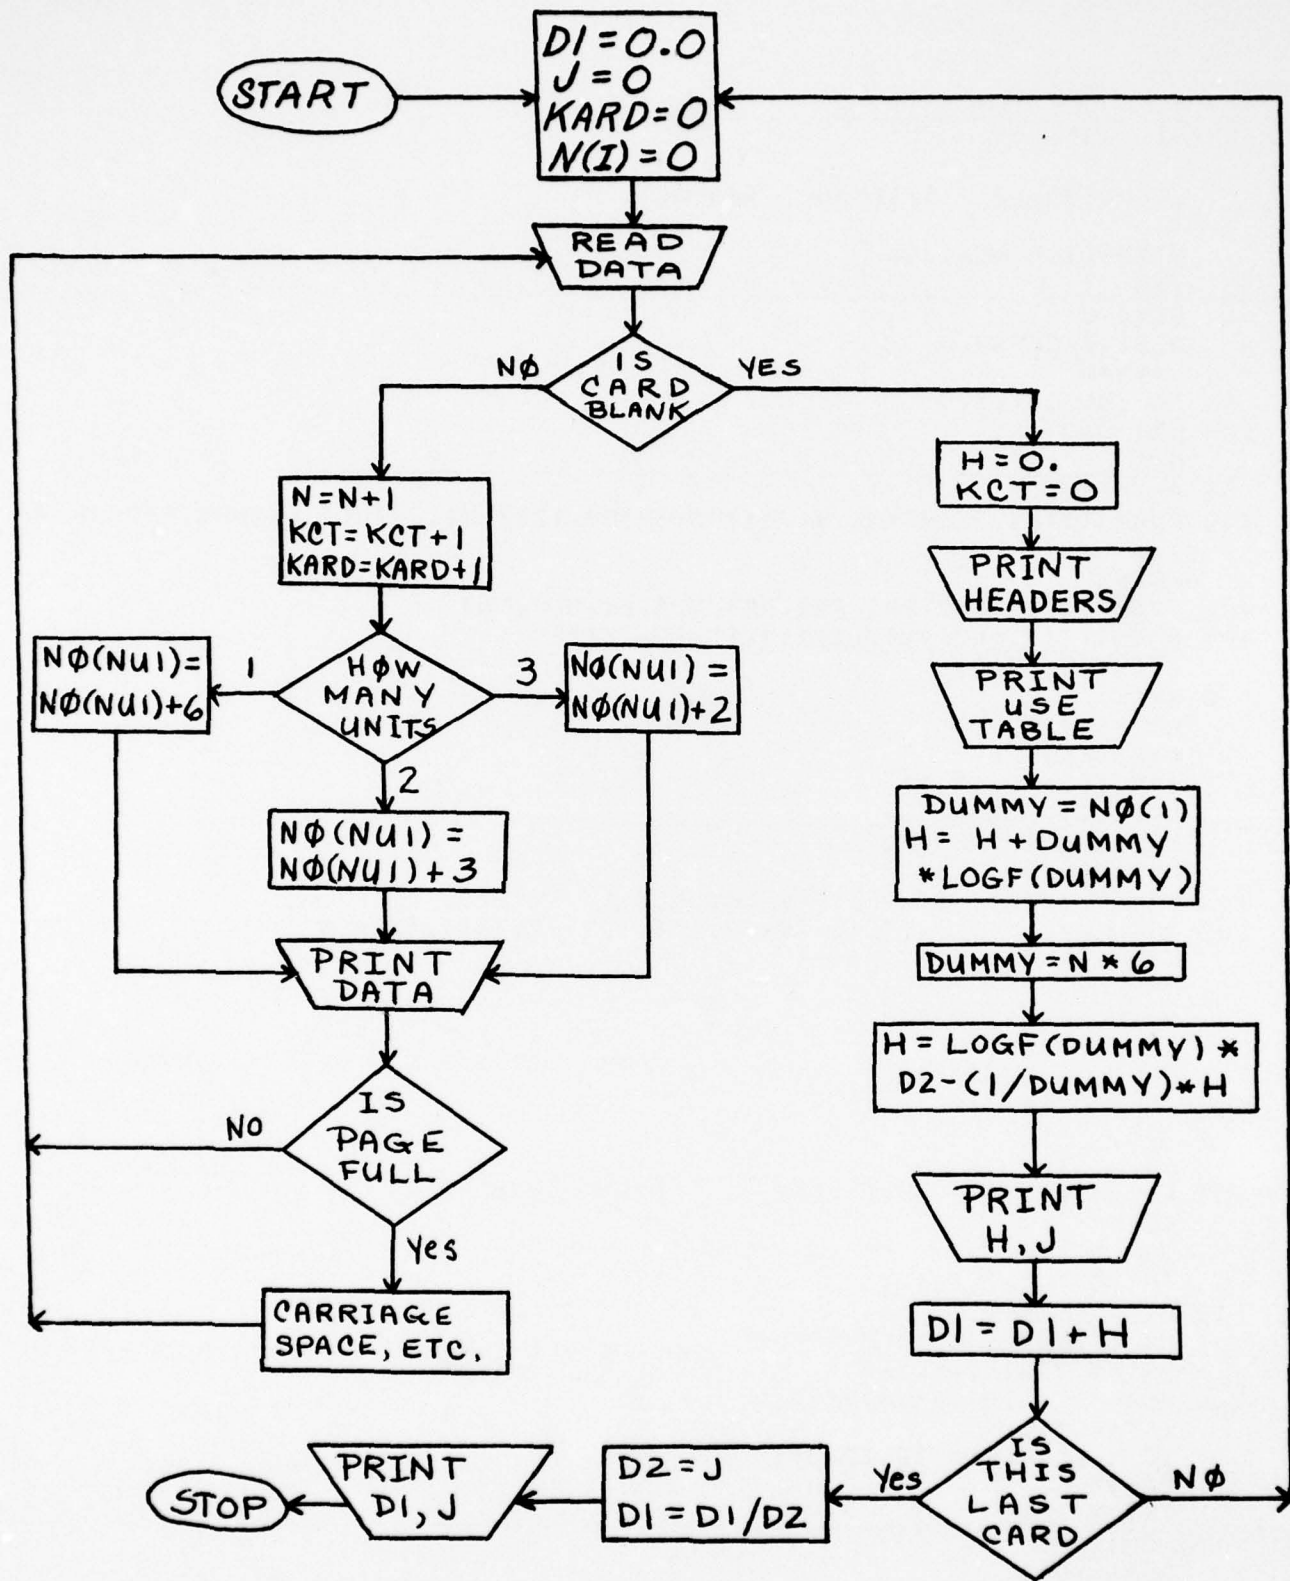 START
D1=0.0
J=0
KARD=0
N(I)=0
READ
DATA
IS
CARD
BLANK
NØ
YES
N=N+1
KCT=KCT+1
KARD=KARD+1
HØW
MANY
UNITS
1
NØ(NU1)=
NØ(NU1)+6
3
NØ(NU1)=
NØ(NU1)+2
2
NØ(NU1)=
NØ(NU1)+3
PRINT
DATA
IS
PAGE
FULL
NO
Yes
CARRIAGE
SPACE, ETC.
H=0.
KCT=0
PRINT
HEADERS
PRINT
USE
TABLE
DUMMY=NØ(1)
H= H+DUMMY
*LOGF(DUMMY)
DUMMY=N*6
H=LOGF(DUMMY)*
D2-(1/DUMMY)*H
PRINT
H,J
D1=D1+H
IS
THIS
LAST
CARD
NØ
Yes
D2=J
D1=D1/D2
PRINT
D1,J
STOP